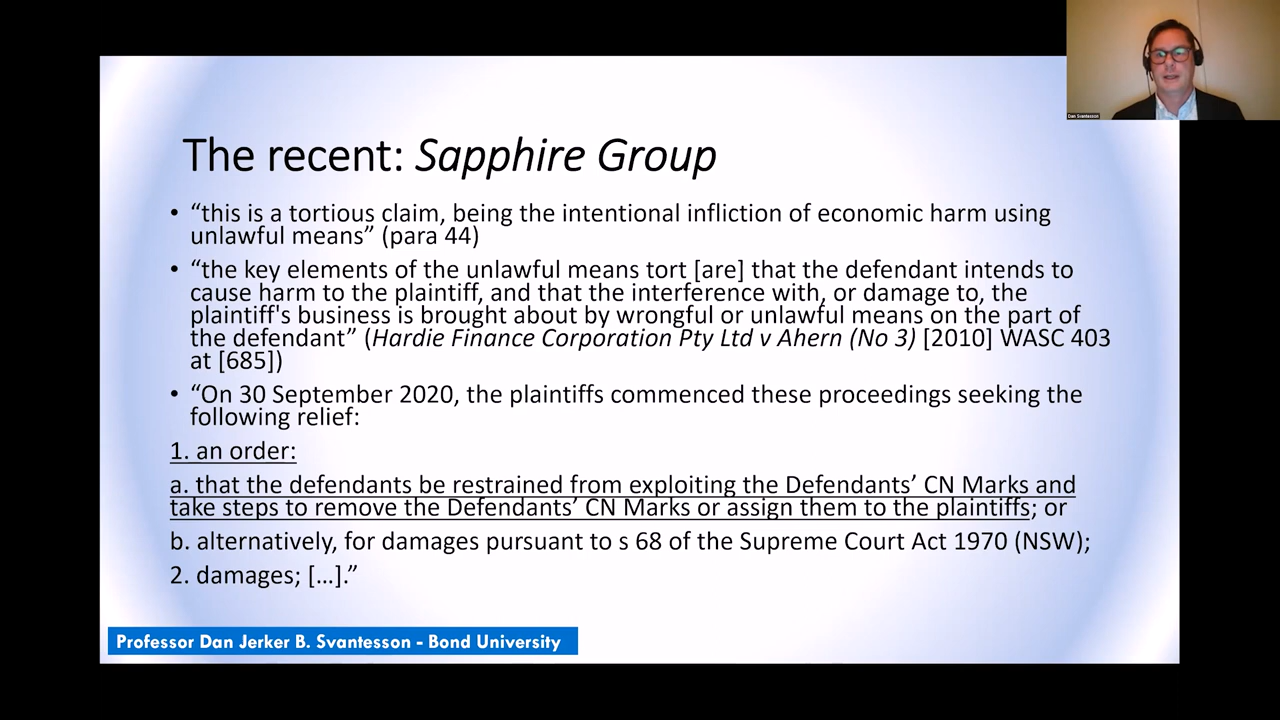 The recent: Sapphire Group
• “this is a tortious claim, being the intentional infliction of economic harm using
unlawful means” (para 44)
• “the key elements of the unlawful means tort [are] that the defendant intends to
cause harm to the plaintiff, and that the interference with, or damage to, the
plaintiff's business is brought about by wrongful or unlawful means on the part of
the defendant” (Hardie Finance Corporation Pty Ltd v Ahern (No 3) [2010] WASC 403
at [685])
• “On 30 September 2020, the plaintiffs commenced these proceedings seeking the
following relief:
1. an order:
a. that the defendants be restrained from exploiting the Defendants’ CN Marks and
take steps to remove the Defendants’ CN Marks or assign them to the plaintiffs; or
b. alternatively, for damages pursuant to s 68 of the Supreme Court Act 1970 (NSW);
2. damages; […].”
Professor Dan Jerker B. Svantesson - Bond University
Dan Svantesson